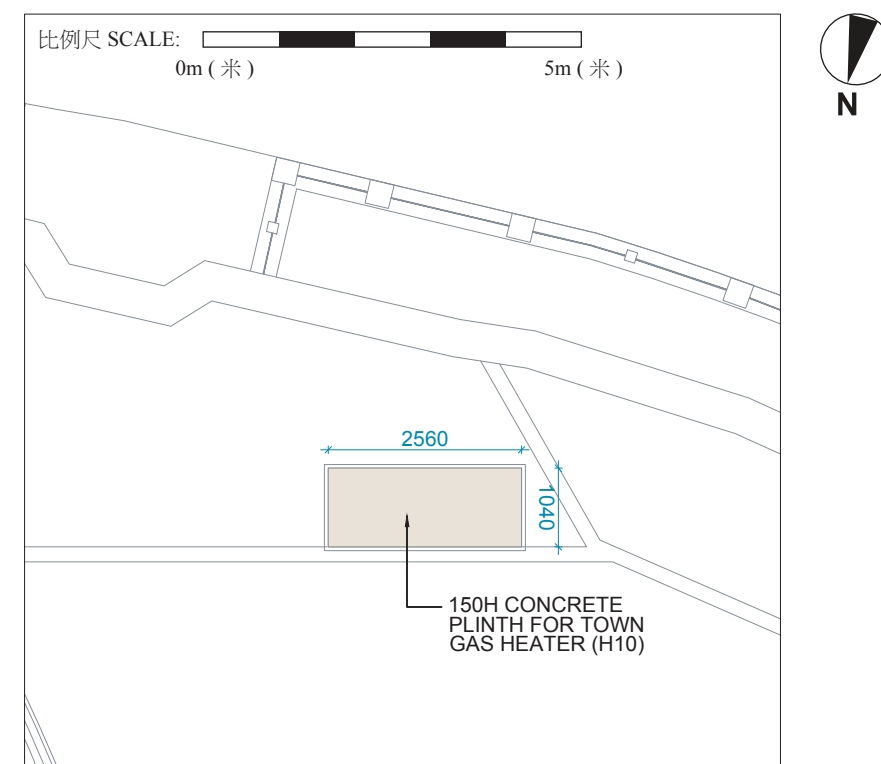 比例尺 SCALE:
0m ( 米 )
5m ( 米 )
N
2560
1040
150H CONCRETE
PLINTH FOR TOWN
GAS HEATER (H10)